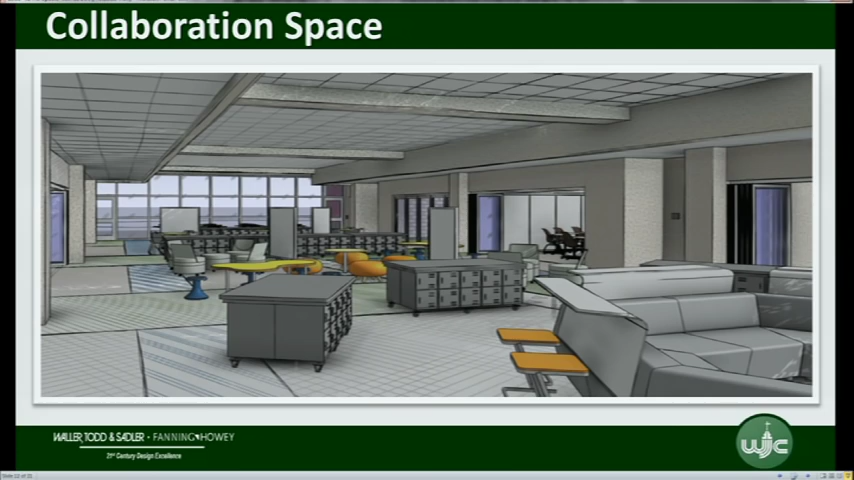 Collaboration Space
WALLER, TODD & SADLER • FANNING HOWEY
21st Century Design Excellence
WJC